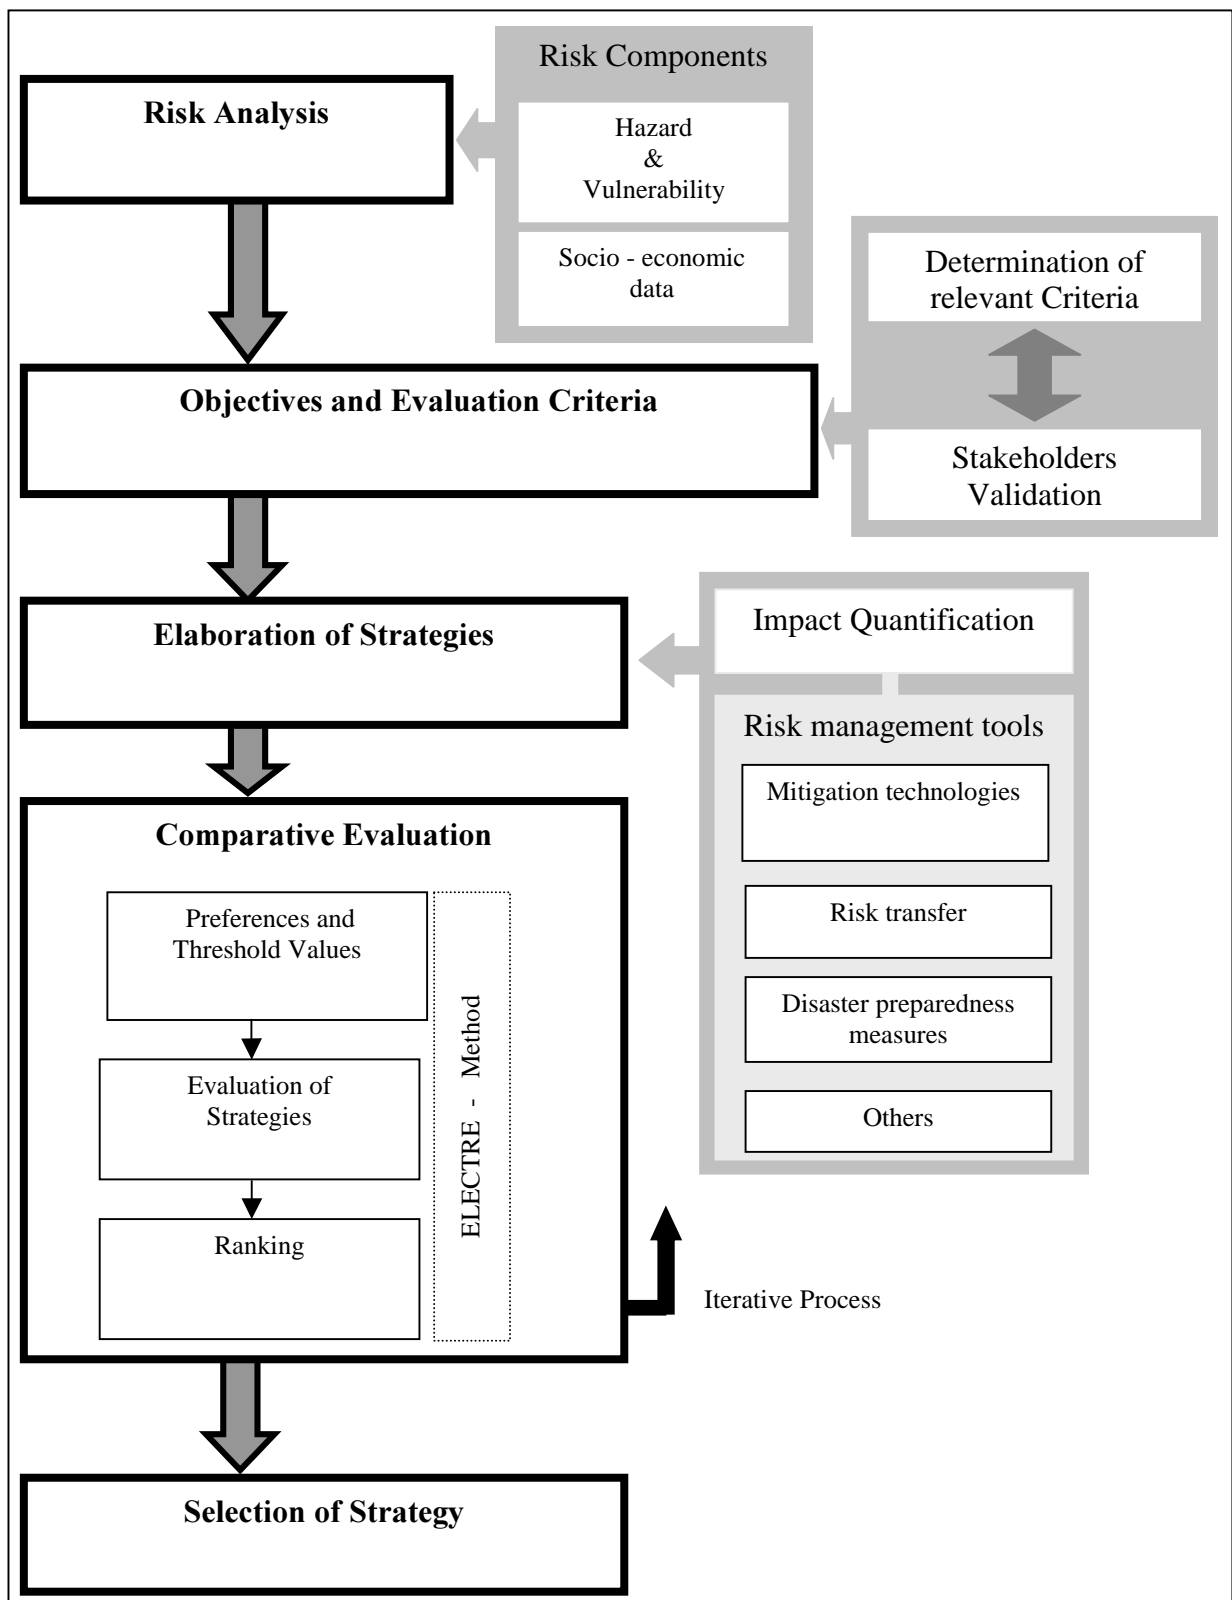 Risk Components
Risk Analysis
Hazard
&
Vulnerability
Socio - economic
data
Determination of
relevant Criteria
Objectives and Evaluation Criteria
Stakeholders
Validation
Elaboration of Strategies
Impact Quantification
Risk management tools
Mitigation technologies
Risk transfer
Disaster preparedness
measures
Others
Comparative Evaluation
Preferences and
Threshold Values
Evaluation of
Strategies
Ranking
ELECTRE - Method
Iterative Process
Selection of Strategy